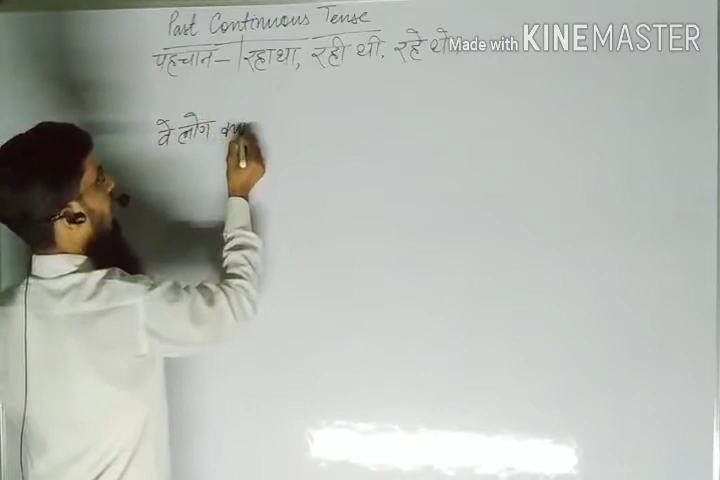 Past Continuous Tense
Made with KINEMASTER
पहचान- रहा था, रही थी, रहे थे।
वे लोग